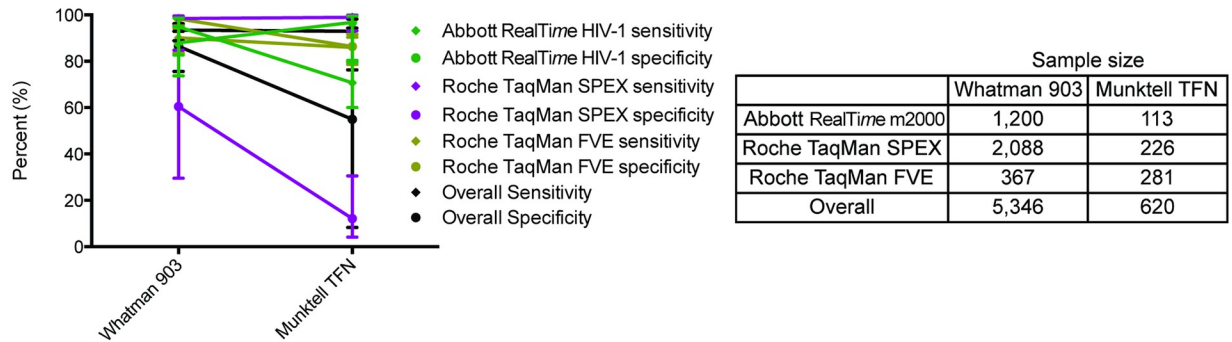 Percent (%)
100
80
60
40
20
0
Whatman 903
Munktell TFN
Abbott RealTime HIV-1 sensitivity
Abbott RealTime HIV-1 specificity
Roche TaqMan SPEX sensitivity
Roche TaqMan SPEX specificity
Roche TaqMan FVE sensitivity
Roche TaqMan FVE specificity
Overall Sensitivity
Overall Specificity
Sample size
Whatman 903 Munktell TFN
Abbott RealTime m2000 1,200 113
Roche TaqMan SPEX 2,088 226
Roche TaqMan FVE 367 281
Overall 5,346 620